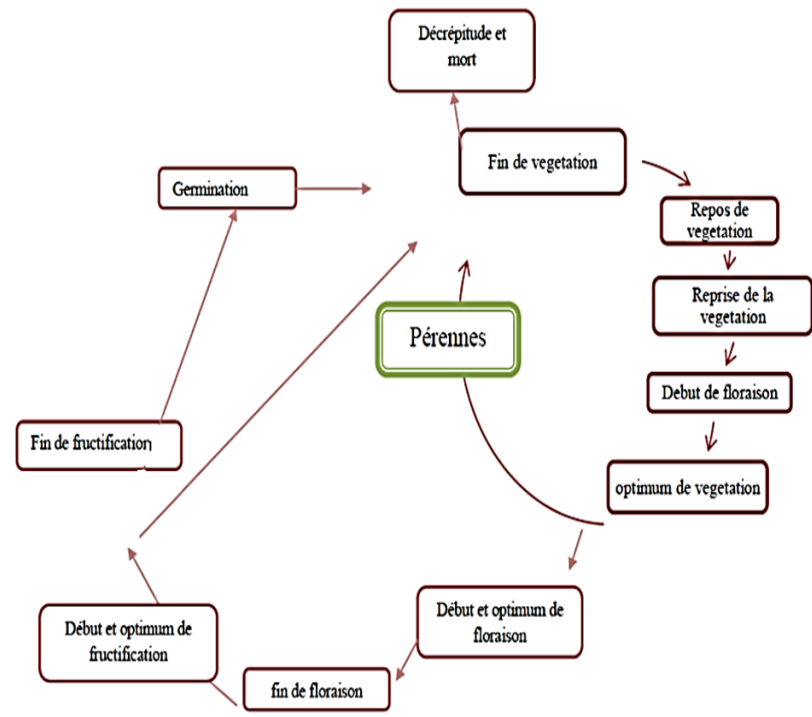 Décrépitude et
mort
Fin de vegetation
Germination
Repos de
vegetation
Reprise de la
vegetation
Pérennes
Debut de floraison
Fin de fructification
optimum de vegetation
Début et optimum de
floraison
Début et optimum de
fructification
fin de floraison